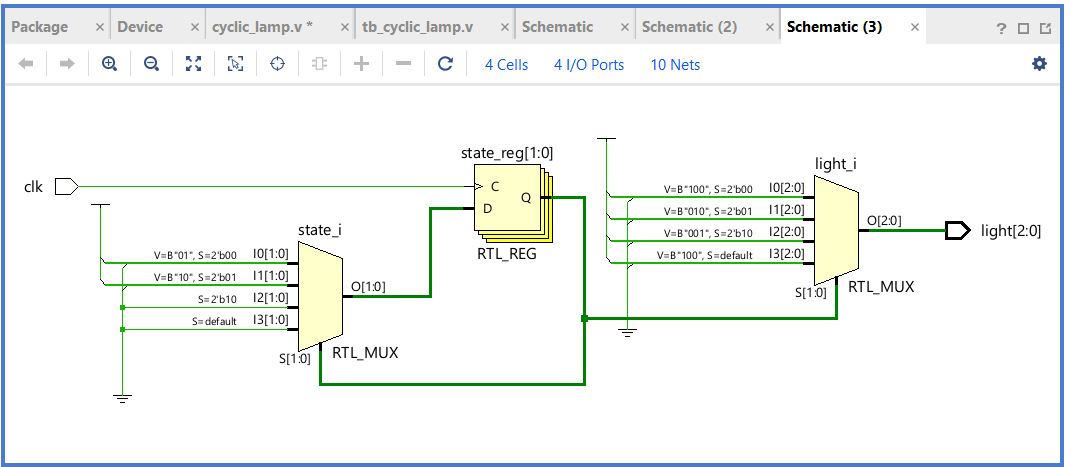 Package × Device × cyclic_lamp.v * × tb_cyclic_lamp.v × Schematic × Schematic (2) × Schematic (3) × ?
4 Cells 4 I/O Ports 10 Nets
state_reg[1:0]
clk
C
D
Q
RTL_REG
state_i
V=B"01", S=2'b00 I0[1:0]
V=B"10", S=2'b01 I1[1:0]
S=2'b10 I2[1:0]
S=default I3[1:0]
O[1:0]
S[1:0]
RTL_MUX
light_i
V=B"100", S=2'b00 I0[2:0]
V=B"010", S=2'b01 I1[2:0]
V=B"001", S=2'b10 I2[2:0]
V=B"100", S=default I3[2:0]
O[2:0]
light[2:0]
S[1:0]
RTL_MUX